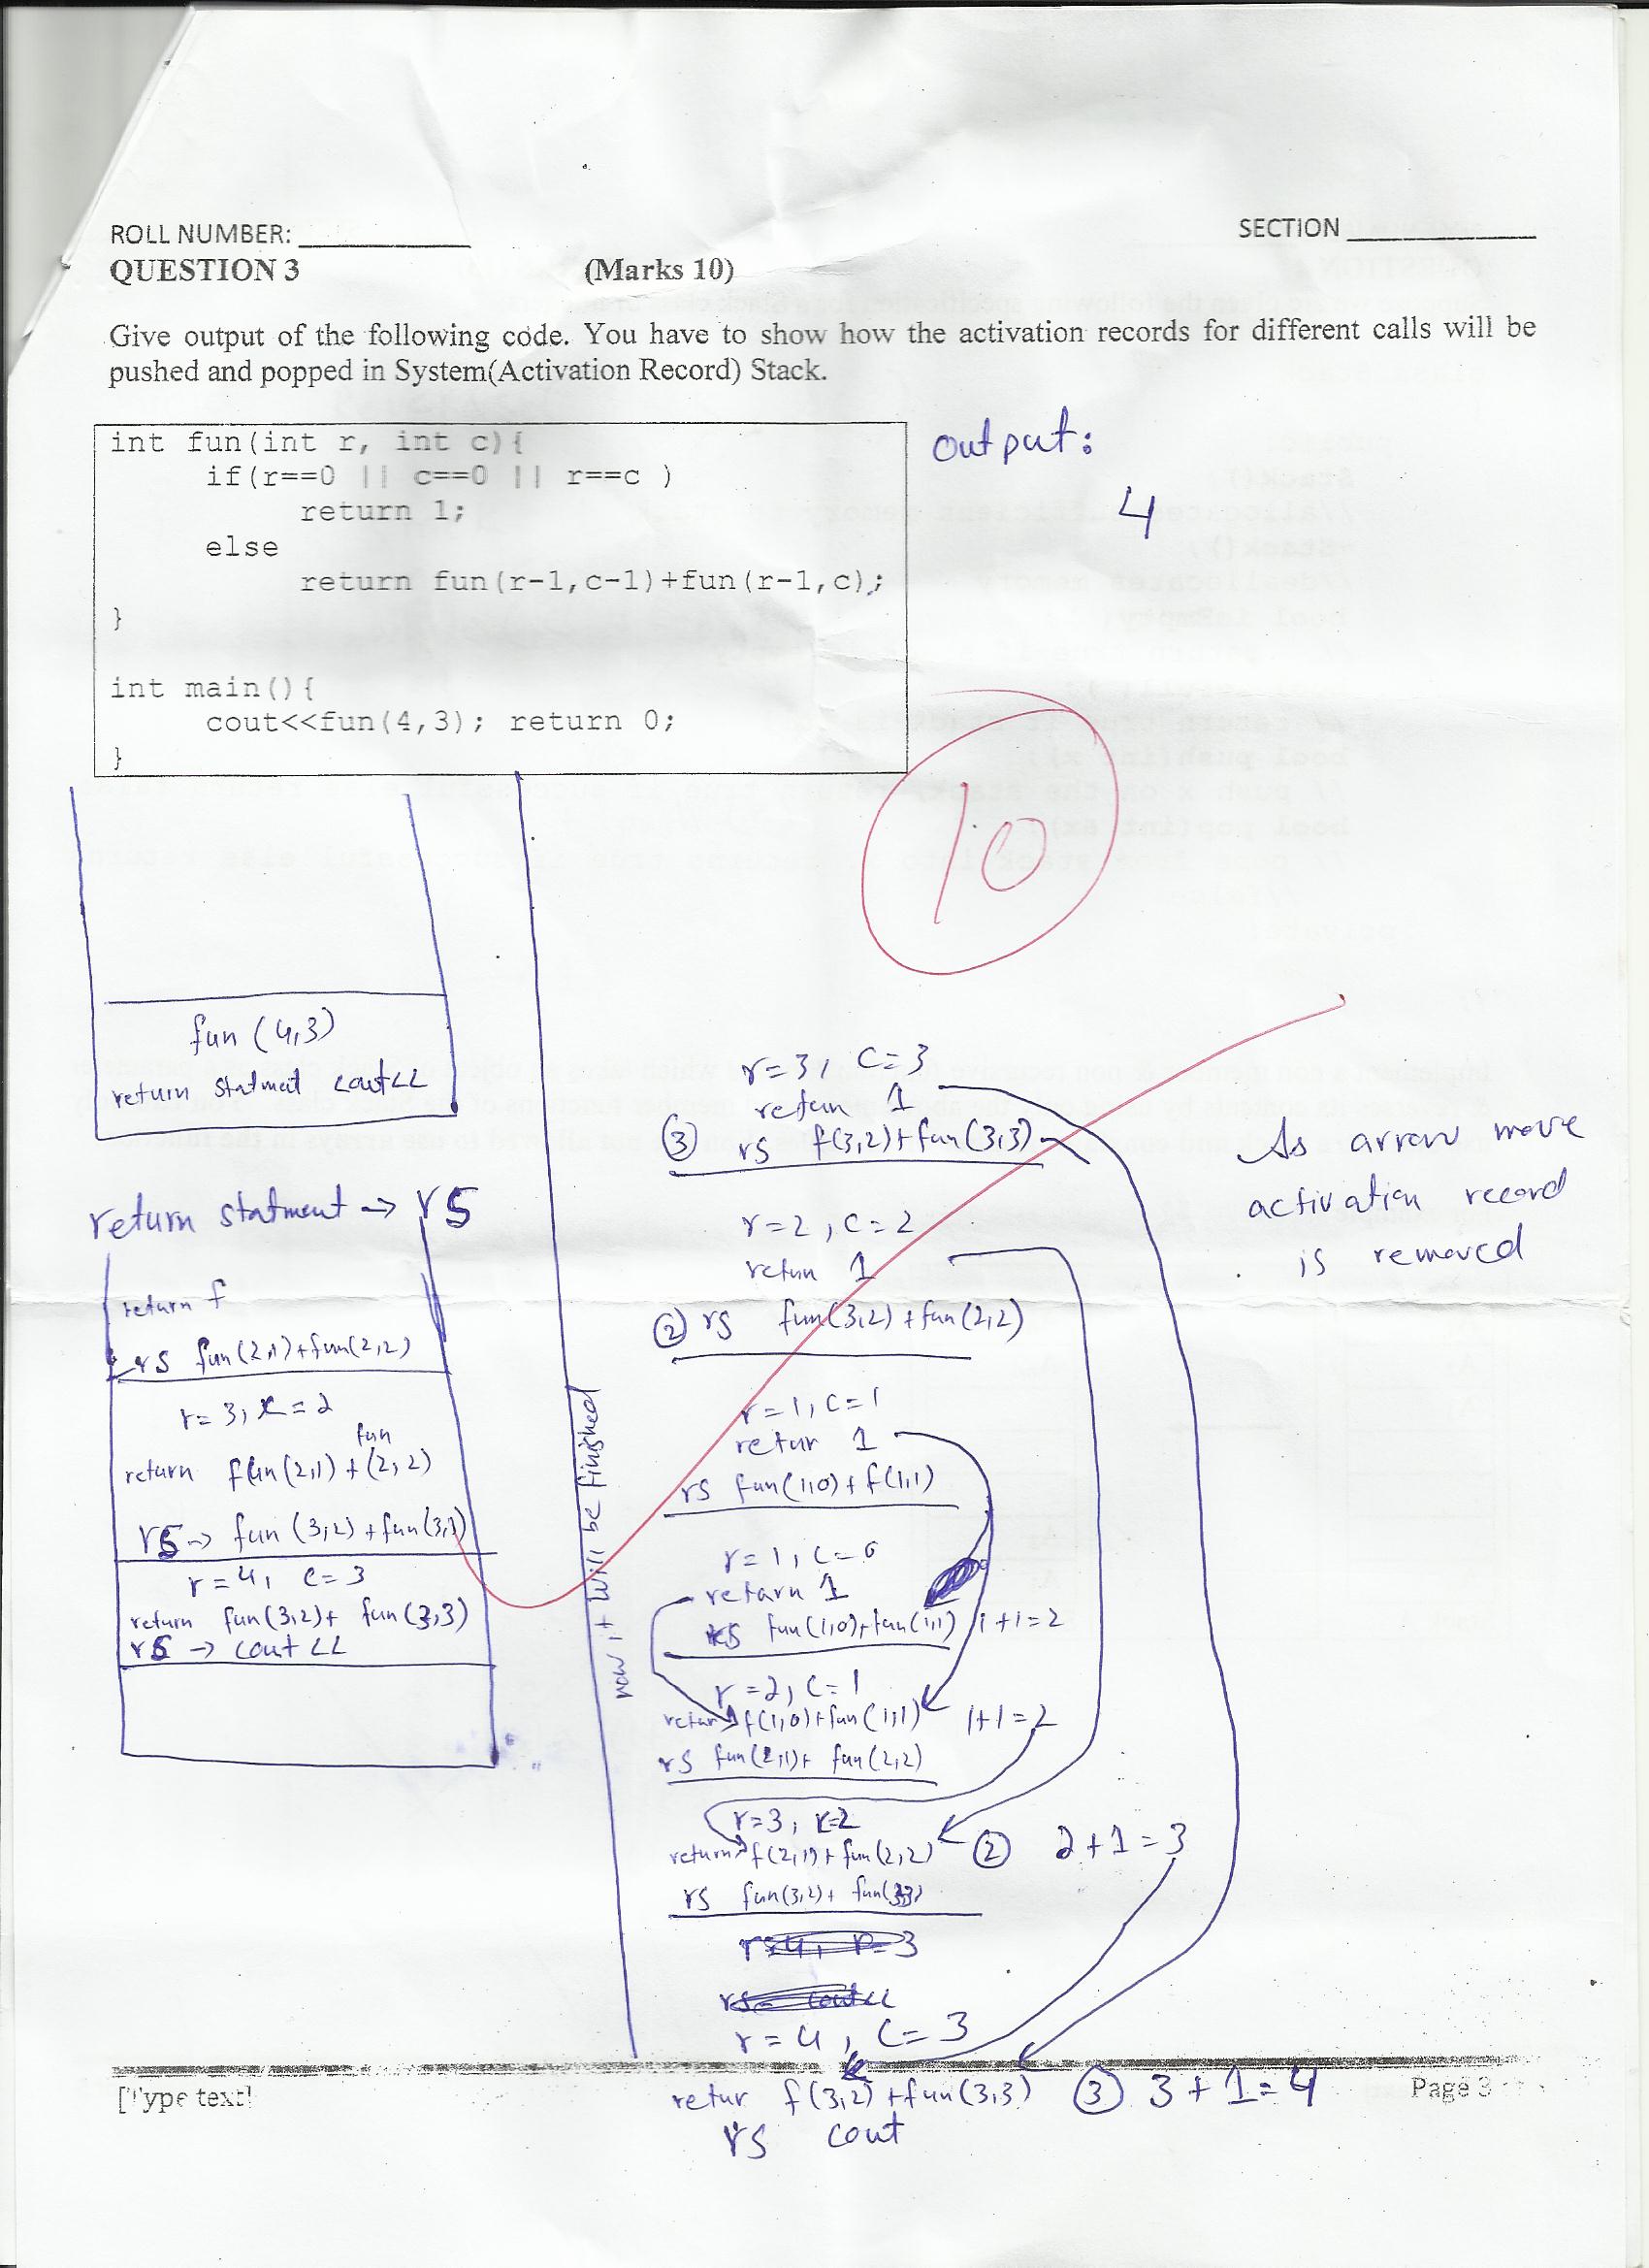 ROLL NUMBER: ____________
SECTION ______________
QUESTION 3 (Marks 10)
Give output of the following code. You have to show how the activation records for different calls will be
pushed and popped in System(Activation Record) Stack.
int fun(int r, int c){
if(r==0 || c==0 || r==c )
return 1;
else
return fun(r-1,c-1)+fun(r-1,c);
}
int main(){
cout<<fun(4,3); return 0;
}
output:
4
10
fun (4,3)
return statmeat cout<<
return statment → rs
return f
rs fun(2,1)+fun(2,2)
r=3, c=2
fun
return fun(2,1)+(2,2)
rs→ fun (3,2)+fun(3,3)
r=4, c=3
return fun(3,2)+ fun(3,3)
rs → cout <<
now it will be finished
r=3, c=3
return 1
③ rs f(3,2)+fun(3,3)
r=2, c=2
retun 1
② rs fun(3,2)+fun(2,2)
r=1, c=1
retur 1
rs fun(1,0)+f(1,1)
r=1, c=0
return 1
rs fun(1,0)+fun(1,1) 1+1=2
r=2, c=1
retur f(1,0)+fun(1,1) 1+1=2
rs fun(2,1)+ fun(2,2)
r=3, c=2
return f(2,1)+fun(2,2) ② 2+1=3
rs fun(3,2)+ fun(3,3)
r=4, c=3
retur f(3,2)+fun(3,3) ③ 3+1=4
rs cout
As arrow move
activation record
is removed
[Type text]
Page 3